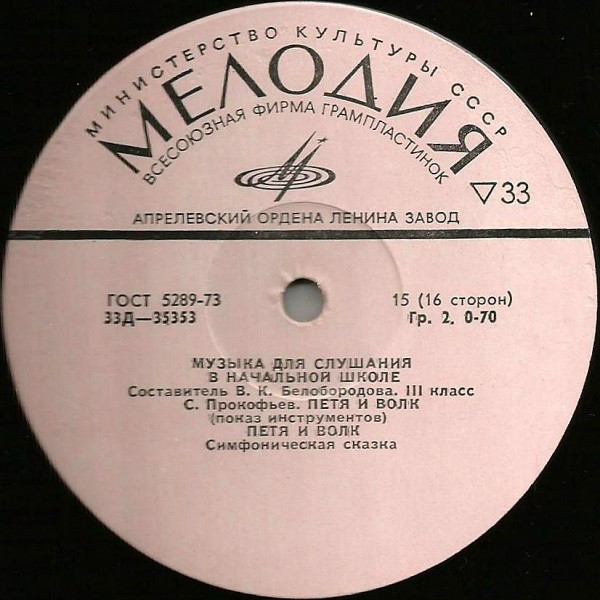 МИНИСТЕРСТВО КУЛЬТУРЫ СССР
МЕЛОДИЯ
ВСЕСОЮЗНАЯ ФИРМА ГРАМПЛАСТИНОК
▽33
АПРЕЛЕВСКИЙ ОРДЕНА ЛЕНИНА ЗАВОД
ГОСТ 5289-73
15 (16 сторон)
33Д—35353
Гр. 2. 0-70
МУЗЫКА ДЛЯ СЛУШАНИЯ
В НАЧАЛЬНОЙ ШКОЛЕ
Составитель В. К. Белобородова. III класс
С. Прокофьев. ПЕТЯ И ВОЛК
(показ инструментов)
ПЕТЯ И ВОЛК
Симфоническая сказка